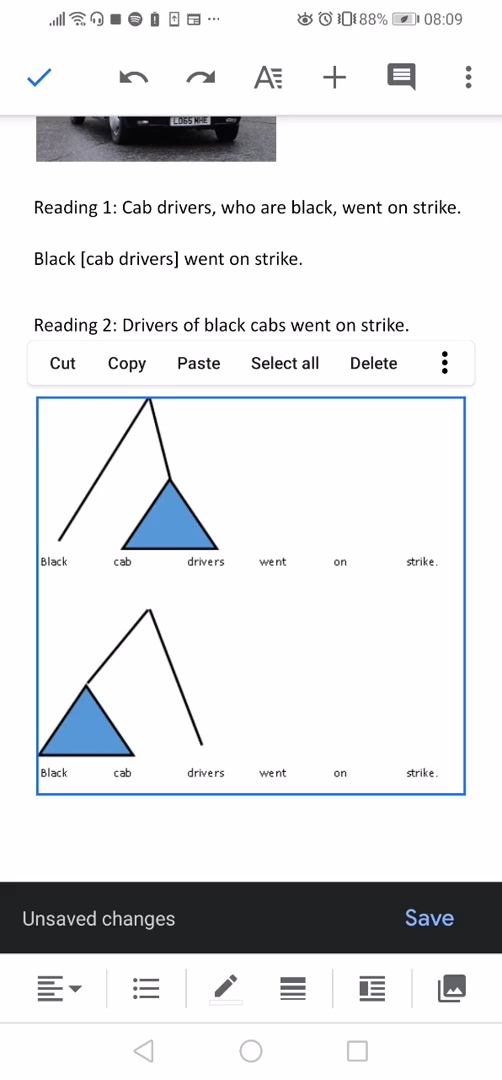 88% 08:09
LD65 MHE
Reading 1: Cab drivers, who are black, went on strike.
Black [cab drivers] went on strike.
Reading 2: Drivers of black cabs went on strike.
Cut Copy Paste Select all Delete
Black cab drivers went on strike.
Black cab drivers went on strike.
Unsaved changes Save